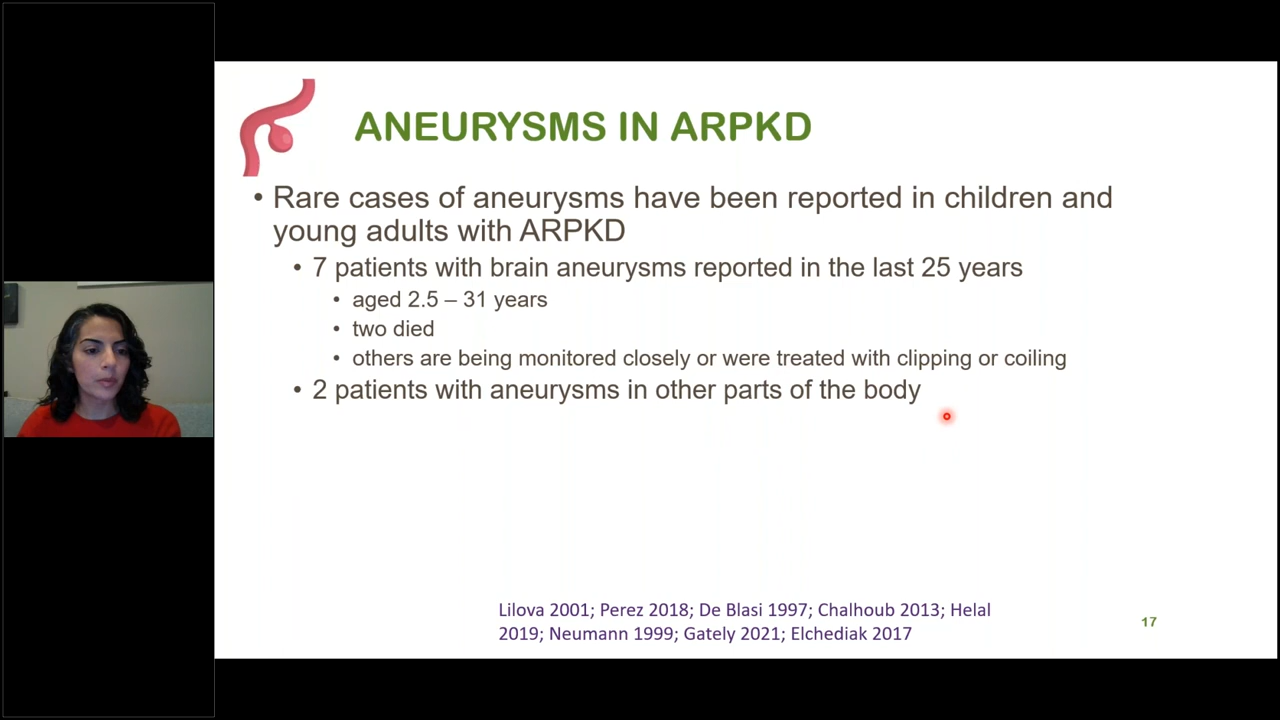 ANEURYSMS IN ARPKD
• Rare cases of aneurysms have been reported in children and
young adults with ARPKD
• 7 patients with brain aneurysms reported in the last 25 years
• aged 2.5 – 31 years
• two died
• others are being monitored closely or were treated with clipping or coiling
• 2 patients with aneurysms in other parts of the body
Lilova 2001; Perez 2018; De Blasi 1997; Chalhoub 2013; Helal
2019; Neumann 1999; Gately 2021; Elchediak 2017
17